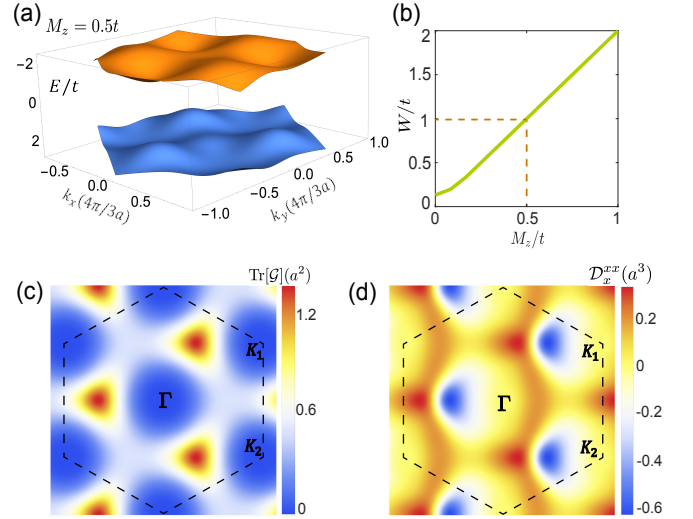 (a)
M_z = 0.5t
E/t
−2
0
2
−0.5
0.0
0.5
k_x(4π/3a)
−1.0
0.0
0.5
1.0
k_y(4π/3a)
(b)
W/t
2
1.5
1
0.5
0
0
0.5
1
M_z/t
(c)
Tr[𝒢](a²)
1.2
0.6
0
K₁
Γ
K₂
(d)
𝒟ₓˣˣ(a³)
0.2
0
-0.2
-0.4
-0.6
K₁
Γ
K₂